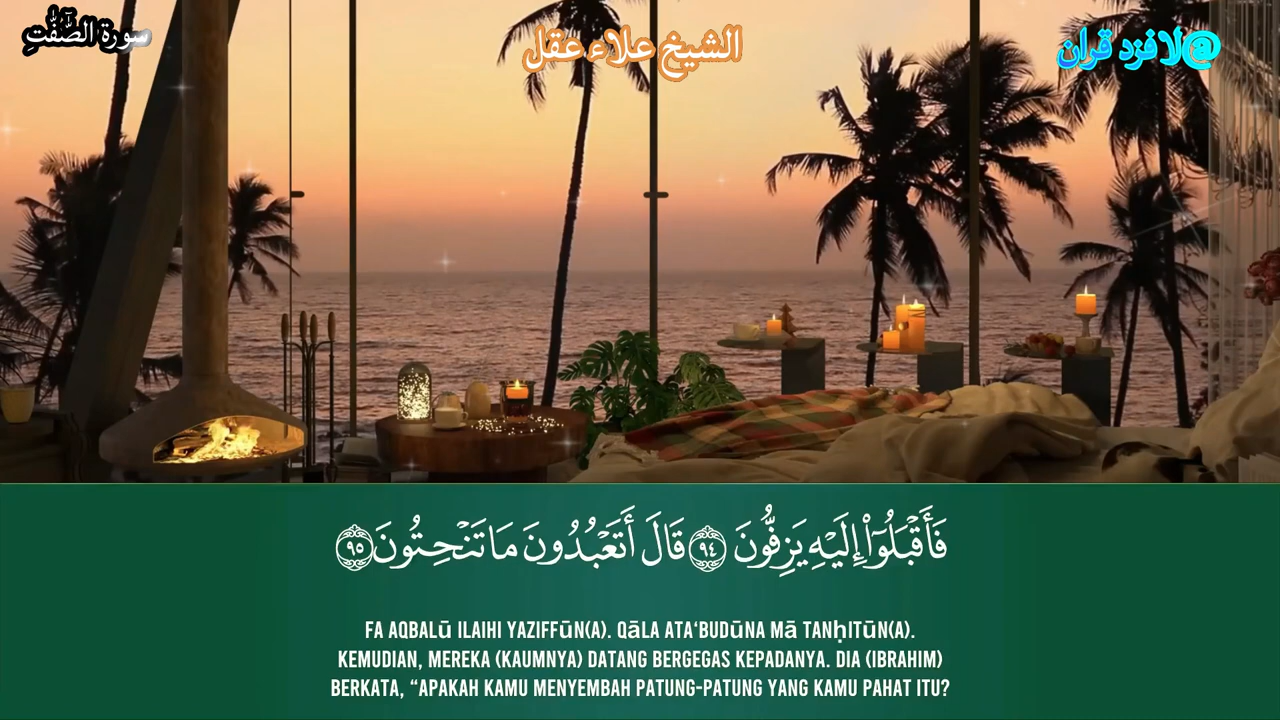 سورة الصّٰٓفّٰتِ
الشيخ علاء عقل
@لافزد قران
فَأَقْبَلُوٓا۟ إِلَيْهِ يَزِفُّونَ ٩٤ قَالَ أَتَعْبُدُونَ مَا تَنْحِتُونَ ٩٥
FA AQBALŪ ILAIHI YAZIFFŪN(A). QāLA ATA‘BUDŪNA Mā TANḥITŪN(A).
KEMUDIAN, MEREKA (KAUMNYA) DATANG BERGEGAS KEPADANYA. DIA (IBRAHIM)
BERKATA, “APAKAH KAMU MENYEMBAH PATUNG-PATUNG YANG KAMU PAHAT ITU?